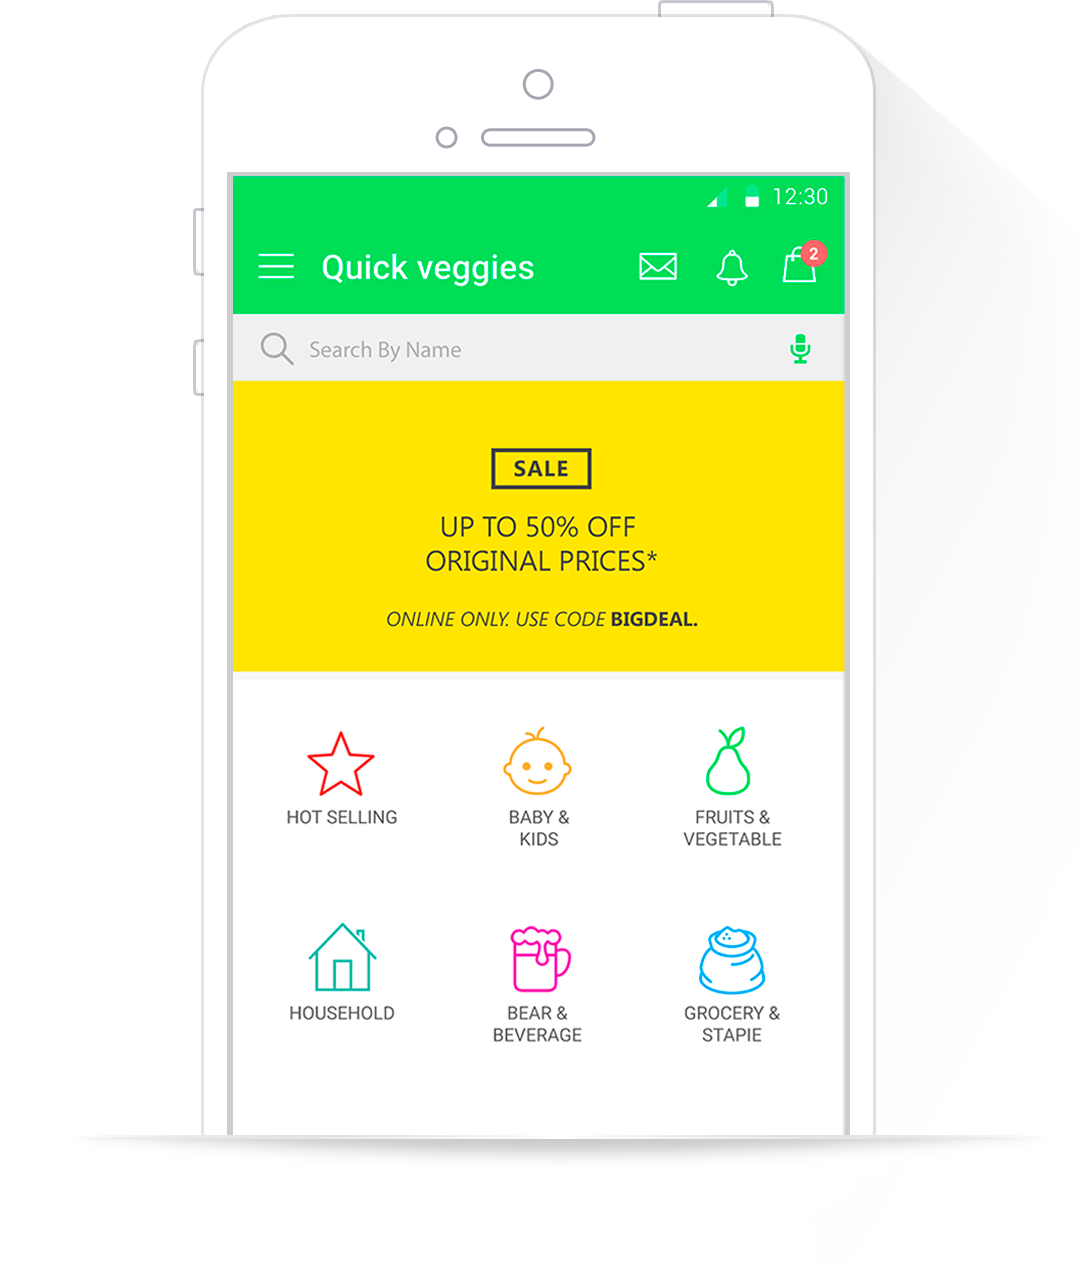 12:30
Quick veggies
2
Search By Name
SALE
UP TO 50% OFF
ORIGINAL PRICES*
ONLINE ONLY. USE CODE BIGDEAL.
HOT SELLING
BABY &
KIDS
FRUITS &
VEGETABLE
HOUSEHOLD
BEAR &
BEVERAGE
GROCERY &
STAPIE